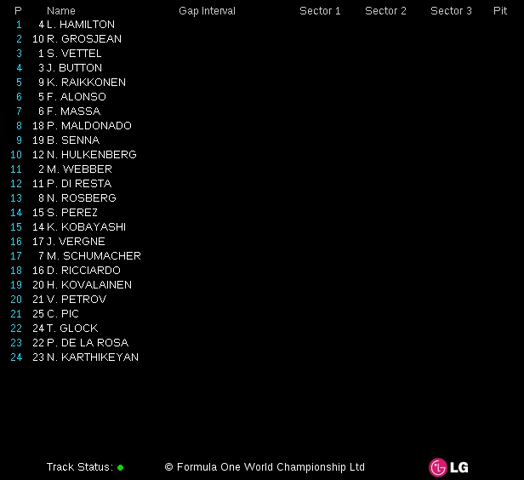 P Name Gap Interval Sector 1 Sector 2 Sector 3 Pit
1 4 L. HAMILTON
2 10 R. GROSJEAN
3 1 S. VETTEL
4 3 J. BUTTON
5 9 K. RAIKKONEN
6 5 F. ALONSO
7 6 F. MASSA
8 18 P. MALDONADO
9 19 B. SENNA
10 12 N. HULKENBERG
11 2 M. WEBBER
12 11 P. DI RESTA
13 8 N. ROSBERG
14 15 S. PEREZ
15 14 K. KOBAYASHI
16 17 J. VERGNE
17 7 M. SCHUMACHER
18 16 D. RICCIARDO
19 20 H. KOVALAINEN
20 21 V. PETROV
21 25 C. PIC
22 24 T. GLOCK
23 22 P. DE LA ROSA
24 23 N. KARTHIKEYAN
Track Status: © Formula One World Championship Ltd LG